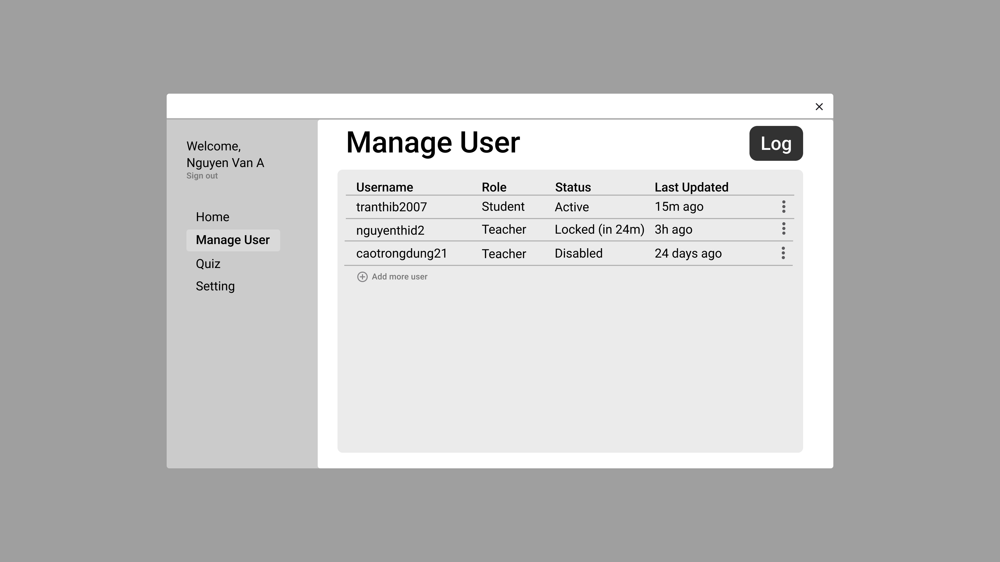 Welcome,
Nguyen Van A
Sign out
Home
Manage User
Quiz
Setting
Manage User
Log
Username Role Status Last Updated
tranthib2007 Student Active 15m ago
nguyenthid2 Teacher Locked (in 24m) 3h ago
caotrongdung21 Teacher Disabled 24 days ago
Add more user